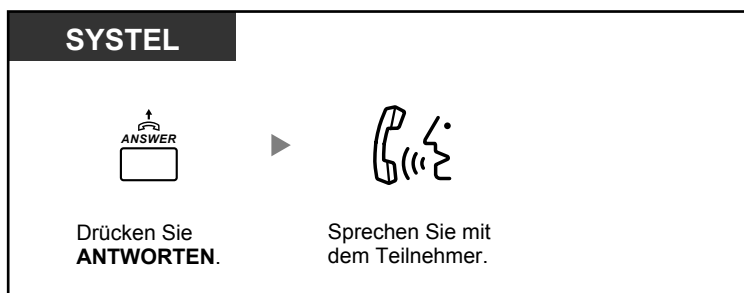 SYSTEL
ANSWER
Drücken Sie
ANTWORTEN.
Sprechen Sie mit
dem Teilnehmer.